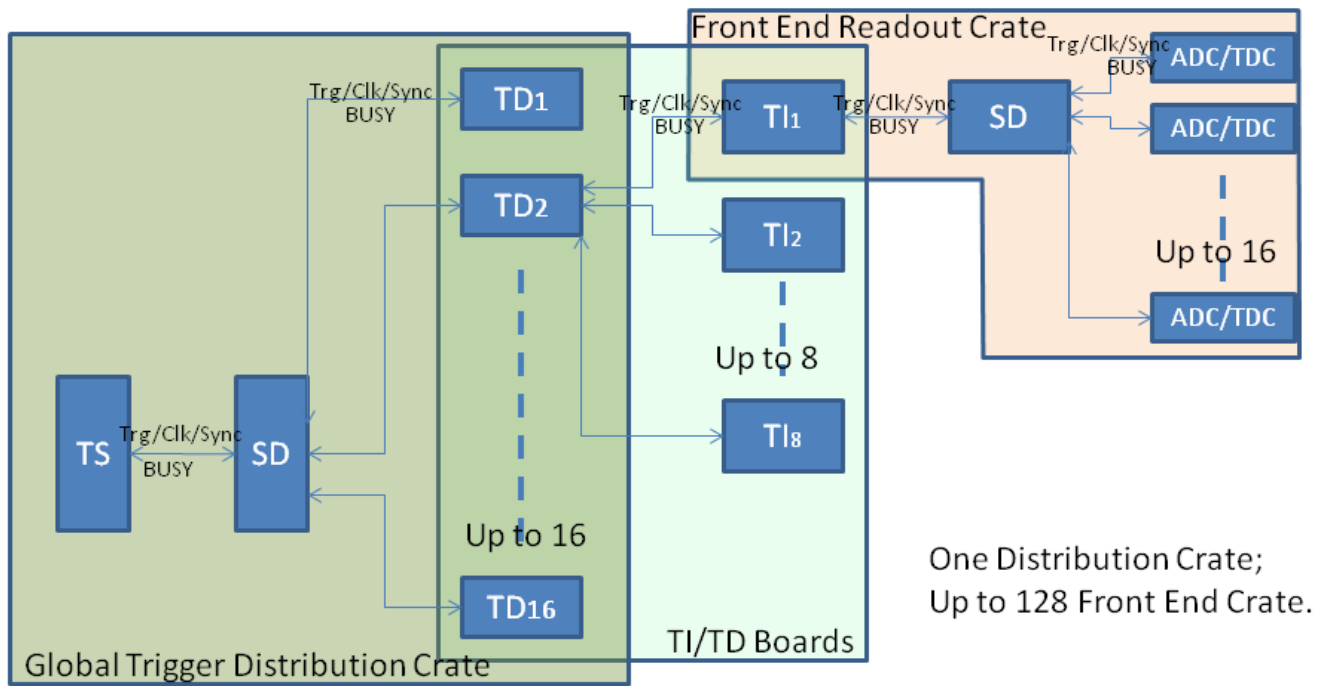 Front End Readout Crate
Trg/Clk/Sync
BUSY
ADC/TDC
TD1
Trg/Clk/Sync
BUSY
Trg/Clk/Sync
BUSY
TI1
Trg/Clk/Sync
BUSY
SD
ADC/TDC
TD2
TI2
Up to 16
ADC/TDC
Up to 8
TS
Trg/Clk/Sync
BUSY
SD
TI8
Up to 16
TD16
One Distribution Crate;
Up to 128 Front End Crate.
TI/TD Boards
Global Trigger Distribution Crate